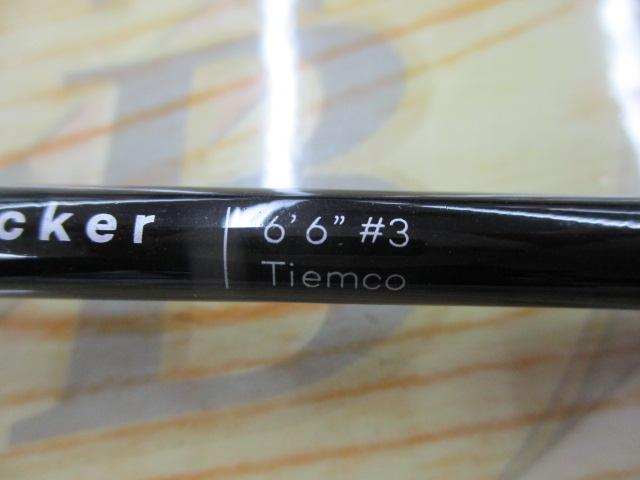 cker
6' 6" #3
Tiemco